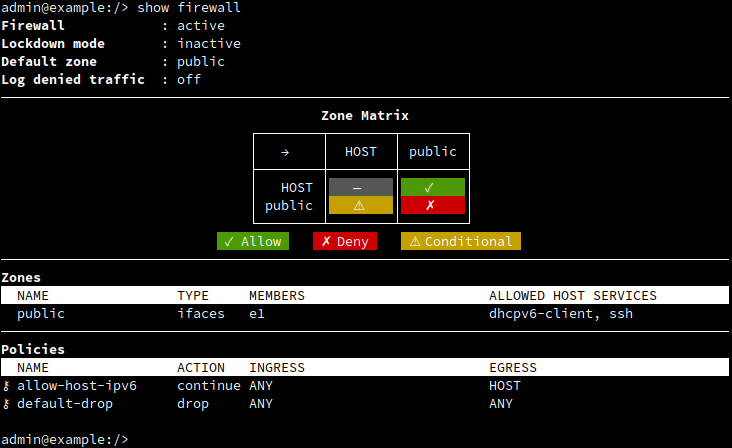 admin@example:/> show firewall
Firewall : active
Lockdown mode : inactive
Default zone : public
Log denied traffic : off
Zone Matrix
→ HOST public
HOST — ✓
public ⚠ ✗
✓ Allow ✗ Deny ⚠ Conditional
Zones
NAME TYPE MEMBERS ALLOWED HOST SERVICES
public ifaces e1 dhcpv6-client, ssh
Policies
NAME ACTION INGRESS EGRESS
⚷ allow-host-ipv6 continue ANY HOST
⚷ default-drop drop ANY ANY
admin@example:/>